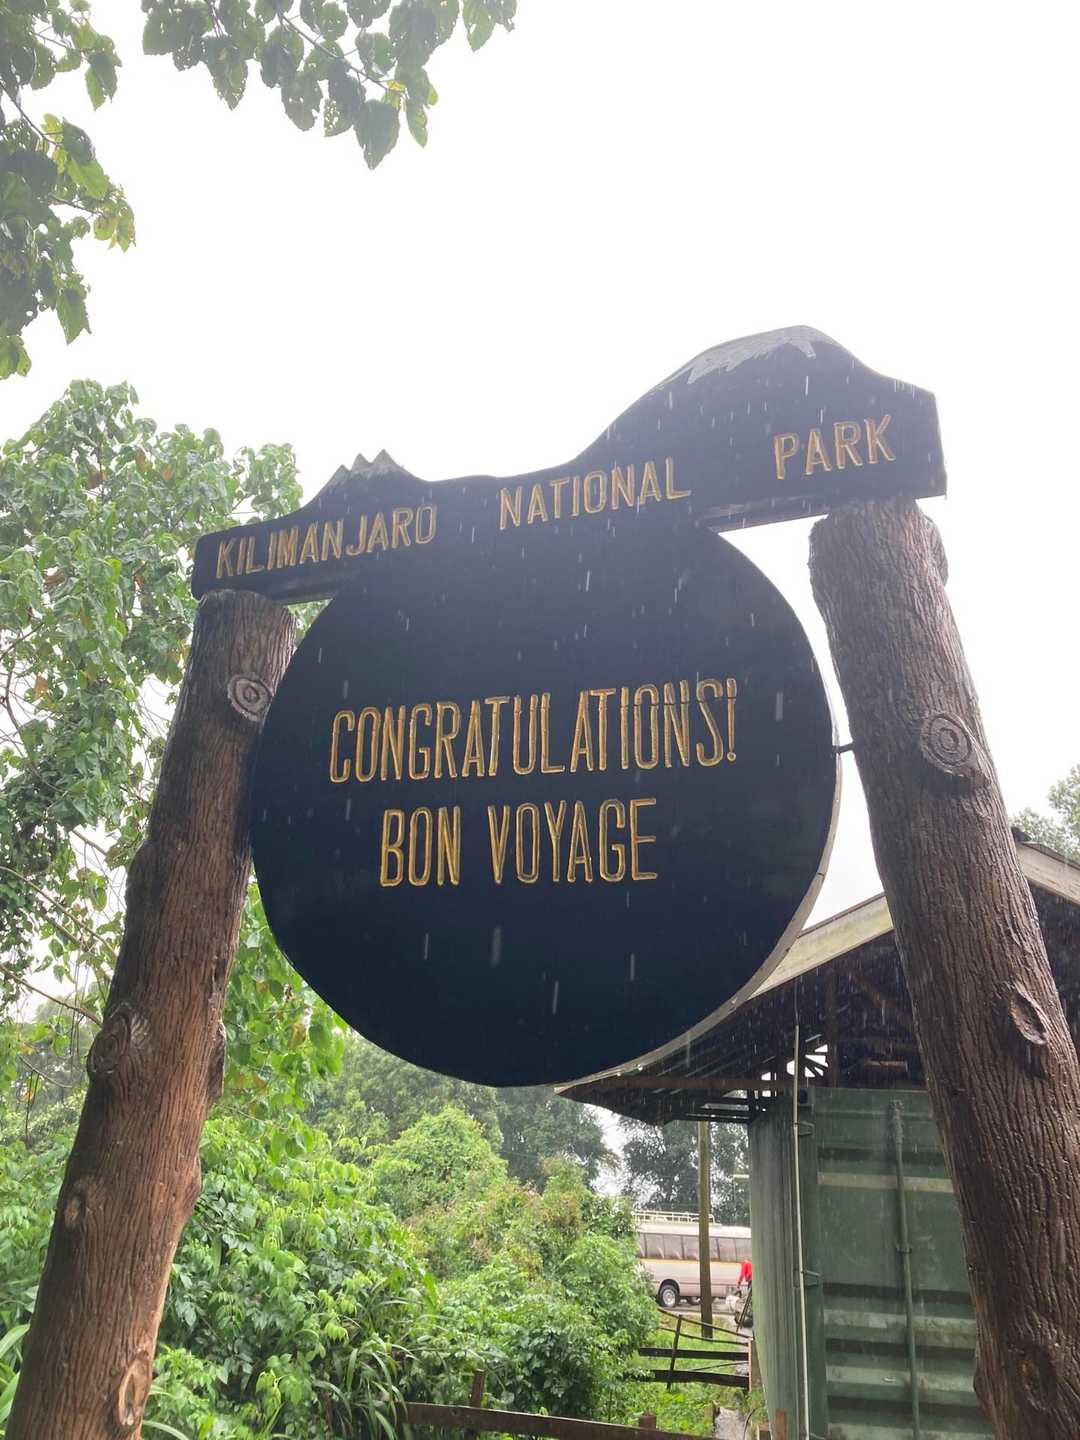 KILIMANJARO NATIONAL PARK
CONGRATULATIONS!
BON VOYAGE